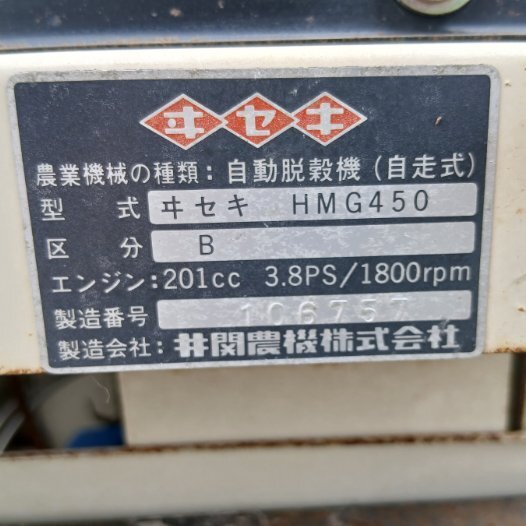 ヰセキ
農業機械の種類：自動脱穀機（自走式）
型式 ヰセキ HMG450
区分 B
エンジン：201cc 3.8PS/1800rpm
製造番号 106757
製造会社：井関農機株式会社